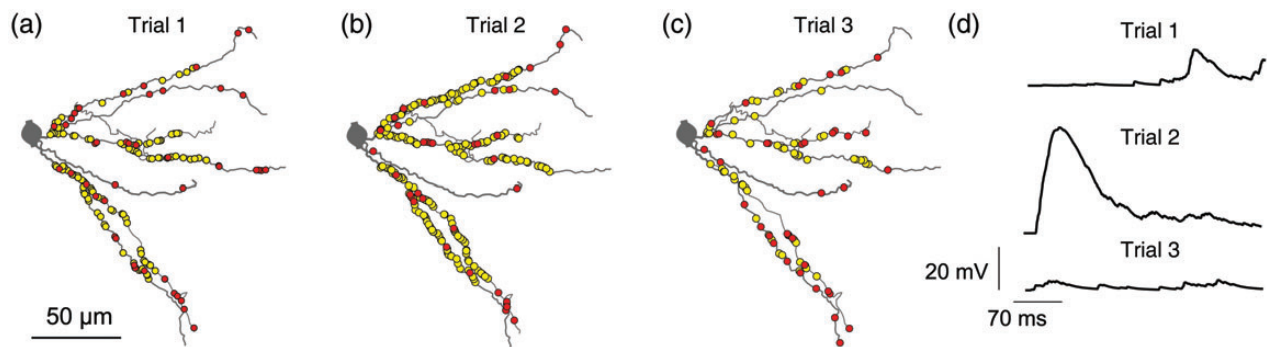 (a) Trial 1
(b) Trial 2
(c) Trial 3
(d)
Trial 1
Trial 2
Trial 3
20 mV
70 ms
50 μm